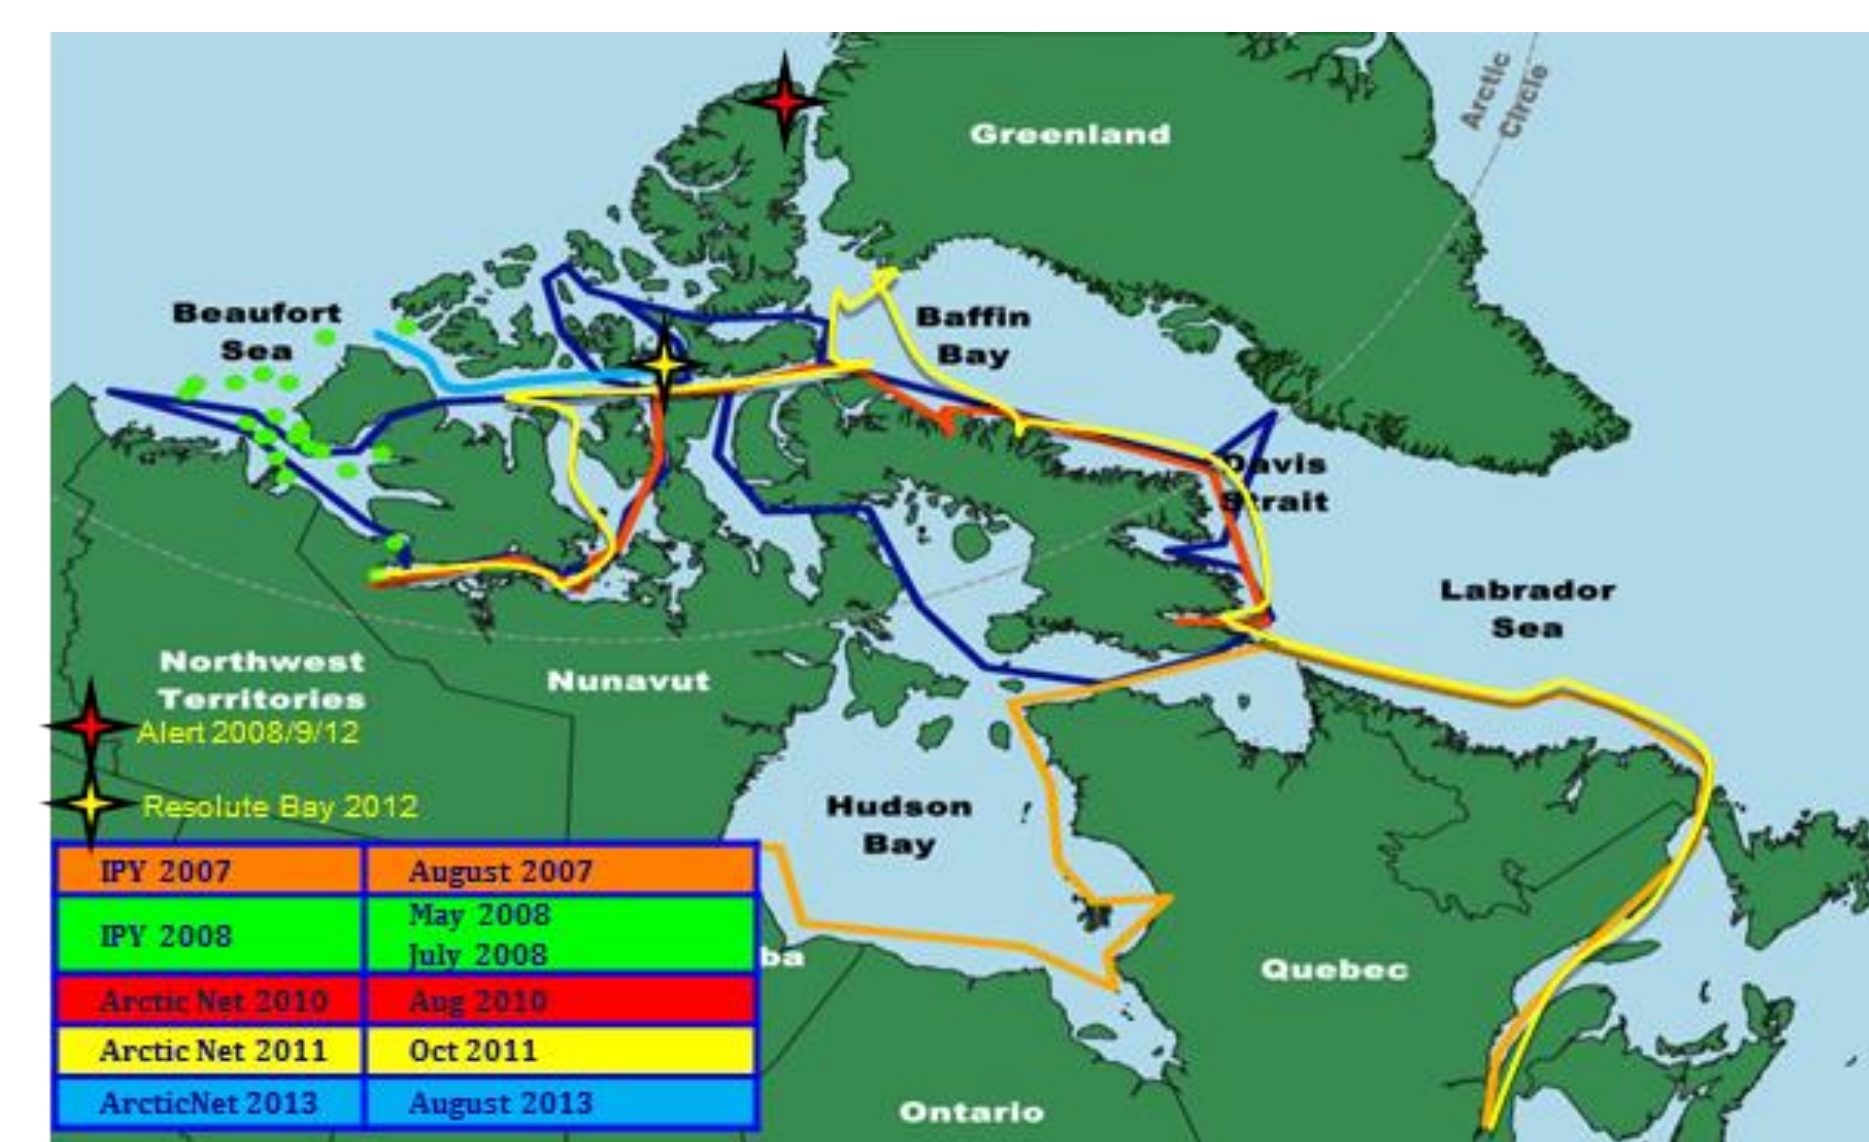 Arctic
Circle
Greenland
Beaufort
Sea
Baffin
Bay
Davis
Strait
Labrador
Sea
Northwest
Territories
Nunavut
Alert 2008/9/12
Resolute Bay 2012
Hudson
Bay
IPY 2007 August 2007
IPY 2008 May 2008
July 2008
Arctic Net 2010 Aug 2010
Arctic Net 2011 Oct 2011
ArcticNet 2013 August 2013
ba
Quebec
Ontario